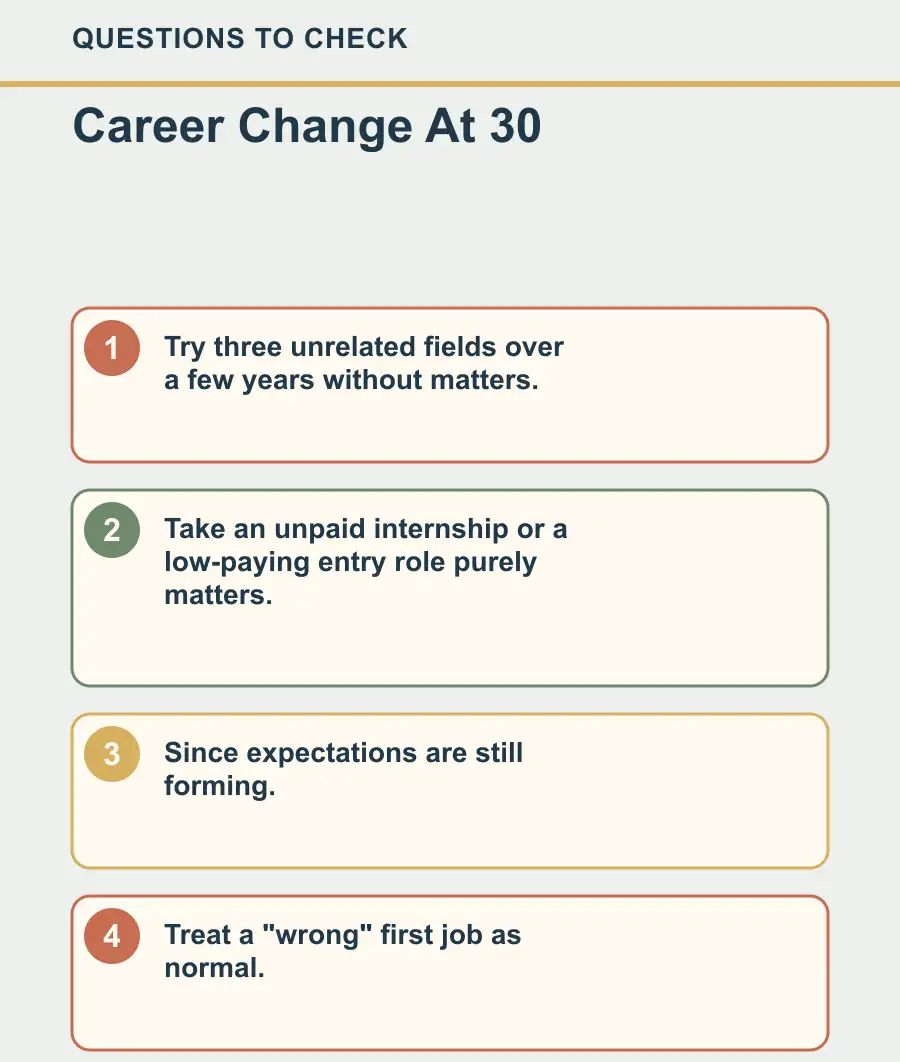 QUESTIONS TO CHECK
Career Change At 30
1
Try three unrelated fields over
a few years without matters.
2
Take an unpaid internship or a
low-paying entry role purely
matters.
3
Since expectations are still
forming.
4
Treat a "wrong" first job as
normal.